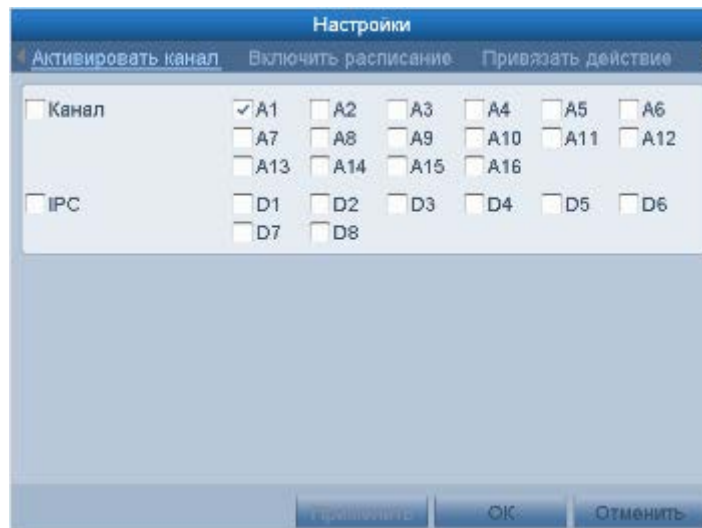 Настройки
Активировать канал Включить расписание Привязать действие
Канал A1 A2 A3 A4 A5 A6
A7 A8 A9 A10 A11 A12
A13 A14 A15 A16
IPC D1 D2 D3 D4 D5 D6
D7 D8
Применить OK Отменить